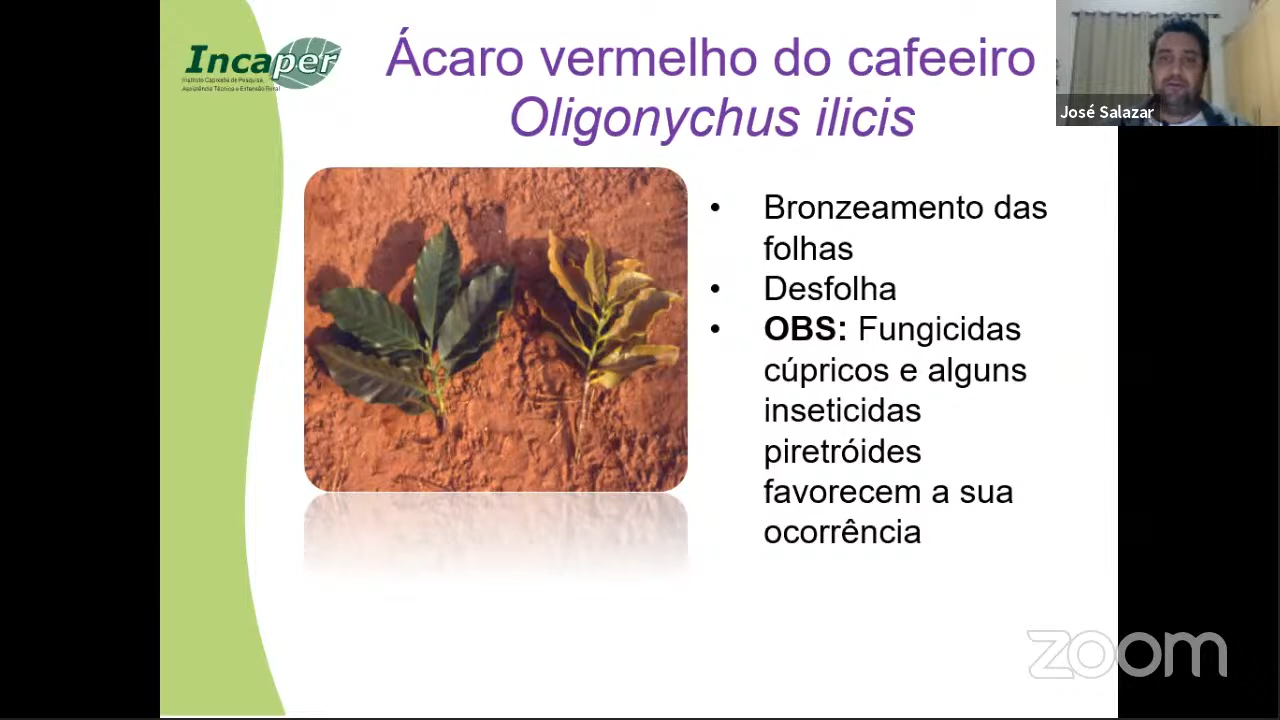 Incaper
Instituto Capixaba de Pesquisa,
Assistência Técnica e Extensão Rural
Ácaro vermelho do cafeeiro
Oligonychus ilicis
José Salazar
• Bronzeamento das
folhas
• Desfolha
• OBS: Fungicidas
cúpricos e alguns
inseticidas
piretróides
favorecem a sua
ocorrência
zoom